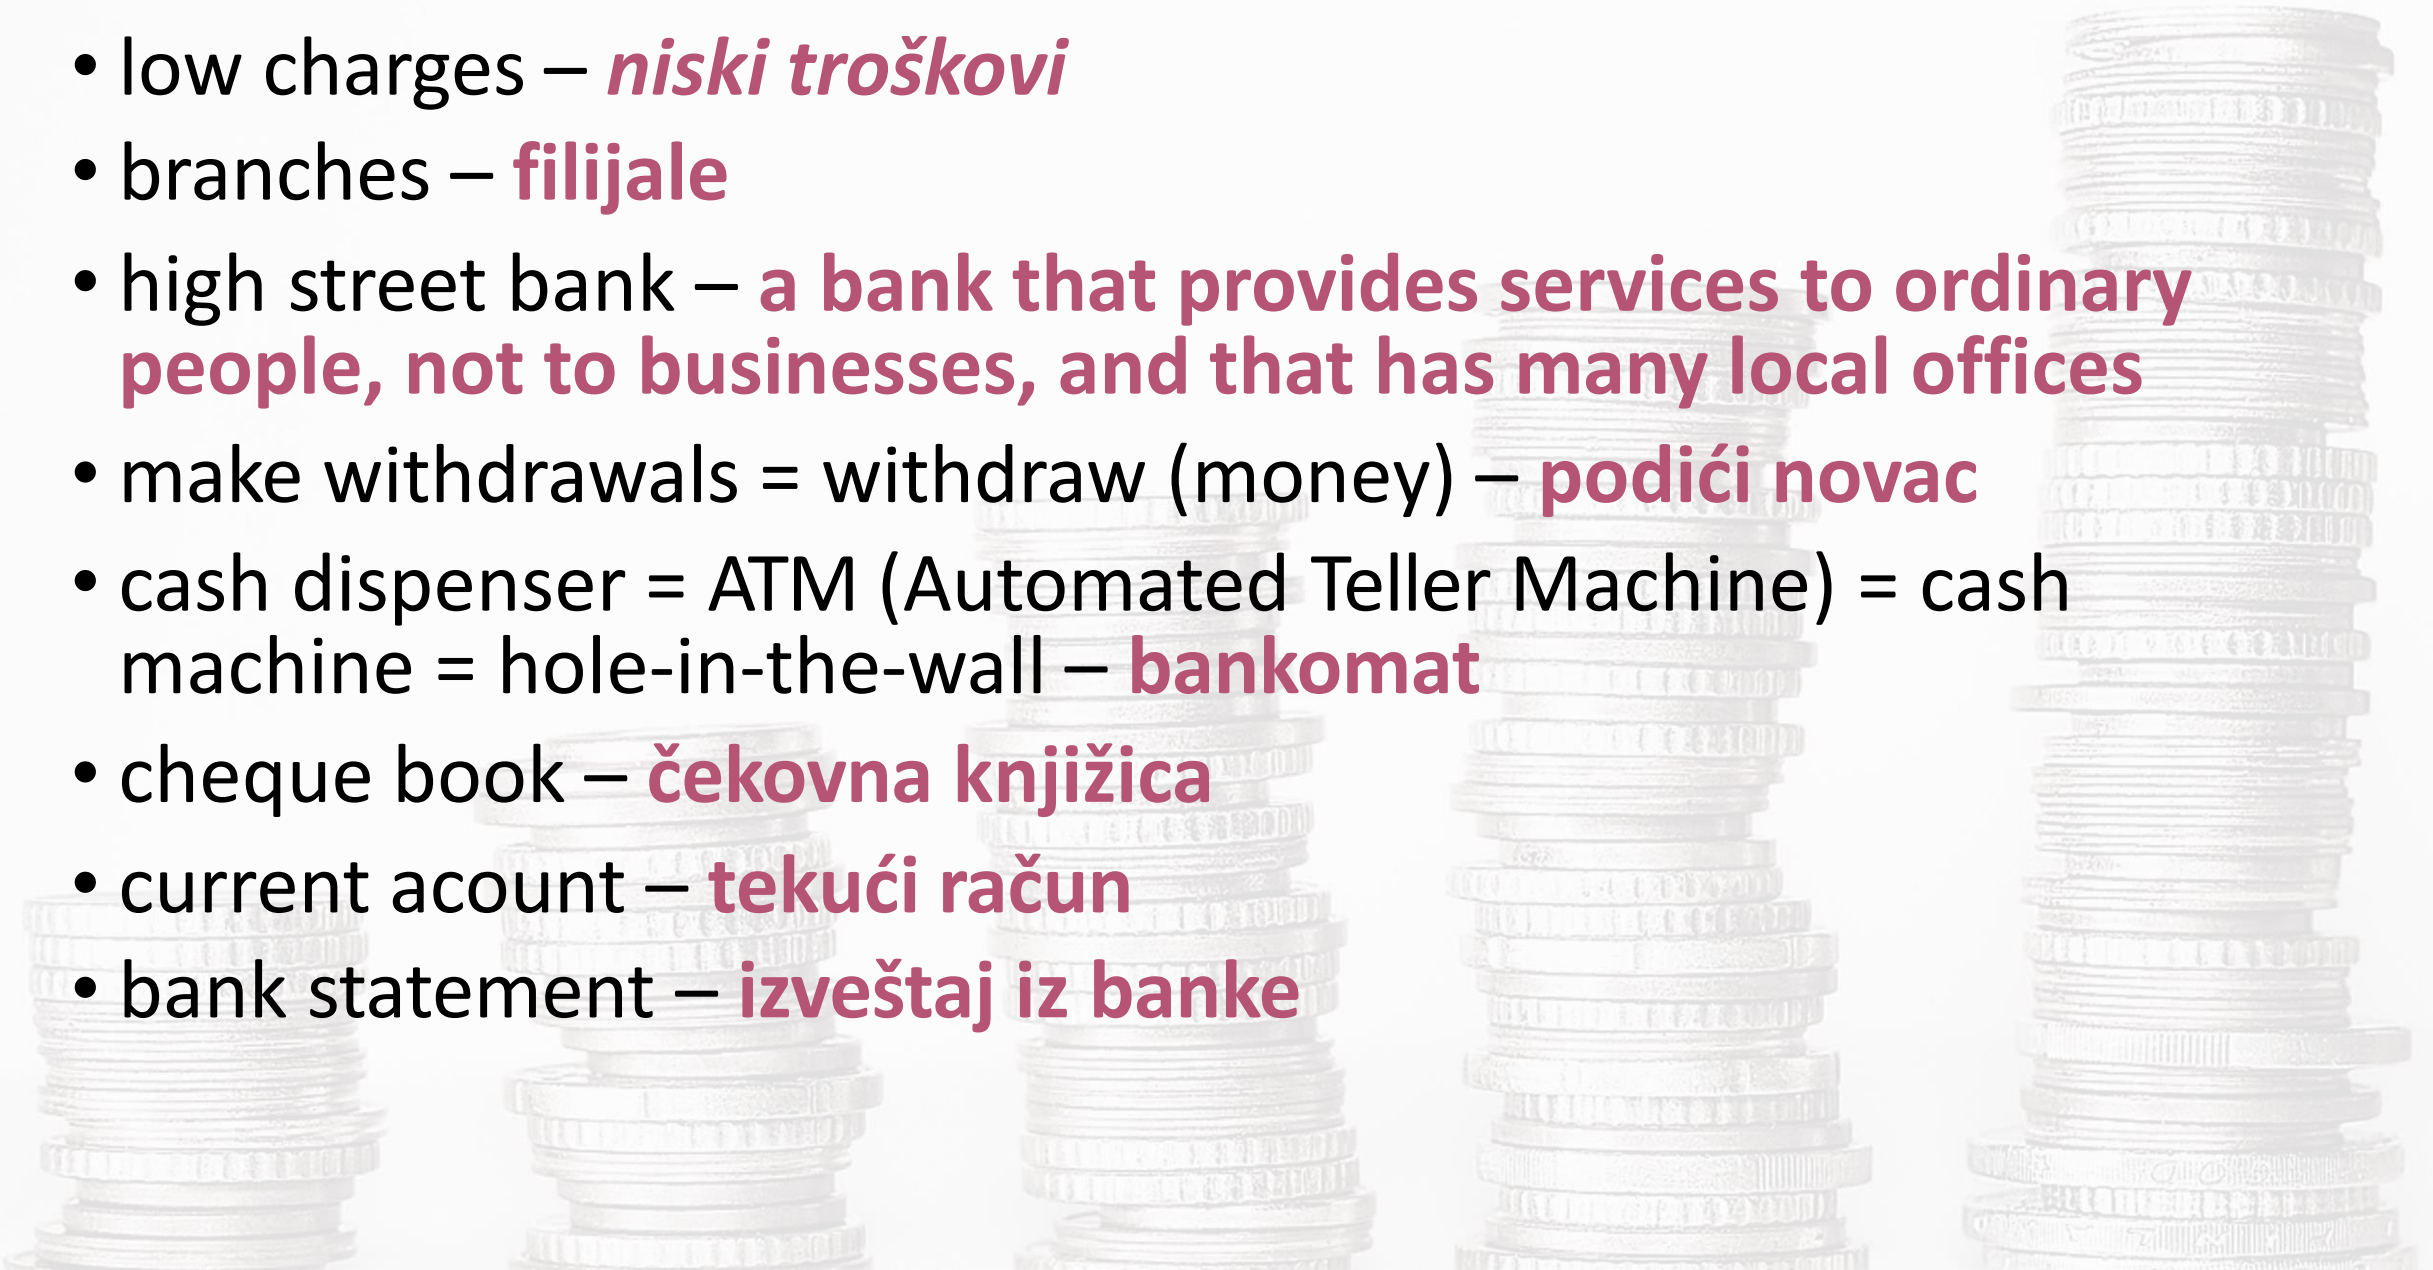 • low charges – niski troškovi
• branches – filijale
• high street bank – a bank that provides services to ordinary
people, not to businesses, and that has many local offices
• make withdrawals = withdraw (money) – podići novac
• cash dispenser = ATM (Automated Teller Machine) = cash
machine = hole-in-the-wall – bankomat
• cheque book – čekovna knjižica
• current acount – tekući račun
• bank statement – izveštaj iz banke